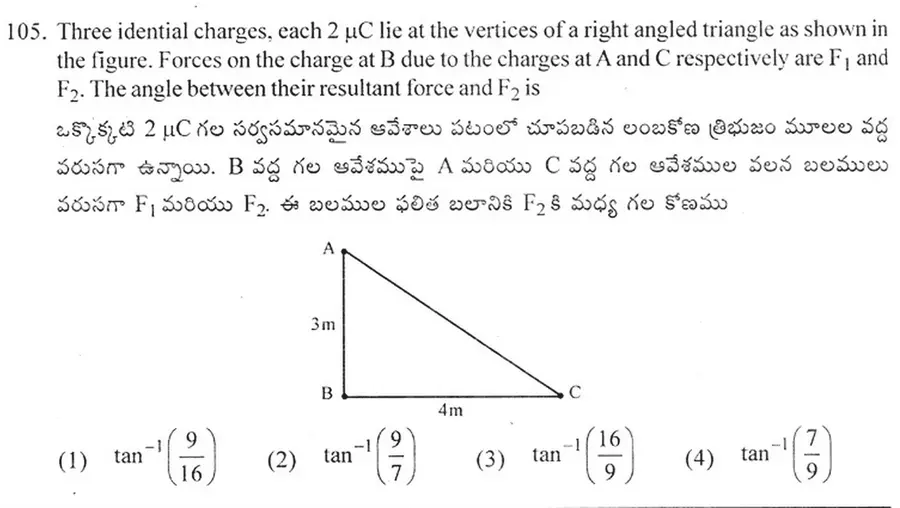 105. Three idential charges, each 2 μC lie at the vertices of a right angled triangle as shown in
the figure. Forces on the charge at B due to the charges at A and C respectively are F₁ and
F₂. The angle between their resultant force and F₂ is
ఒక్కొక్కటి 2 μC గల సర్వసమానమైన ఆవేశాలు పటంలో చూపబడిన లంబకోణ త్రిభుజం మూలల వద్ద
వరుసగా ఉన్నాయి. B వద్ద గల ఆవేశముపై A మరియు C వద్ద గల ఆవేశముల వలన బలములు
వరుసగా F₁ మరియు F₂. ఈ బలముల ఫలిత బలానికి F₂ కి మధ్య గల కోణము
A
3m
B
C
4m
(1) tan⁻¹(9/16) (2) tan⁻¹(9/7) (3) tan⁻¹(16/9) (4) tan⁻¹(7/9)